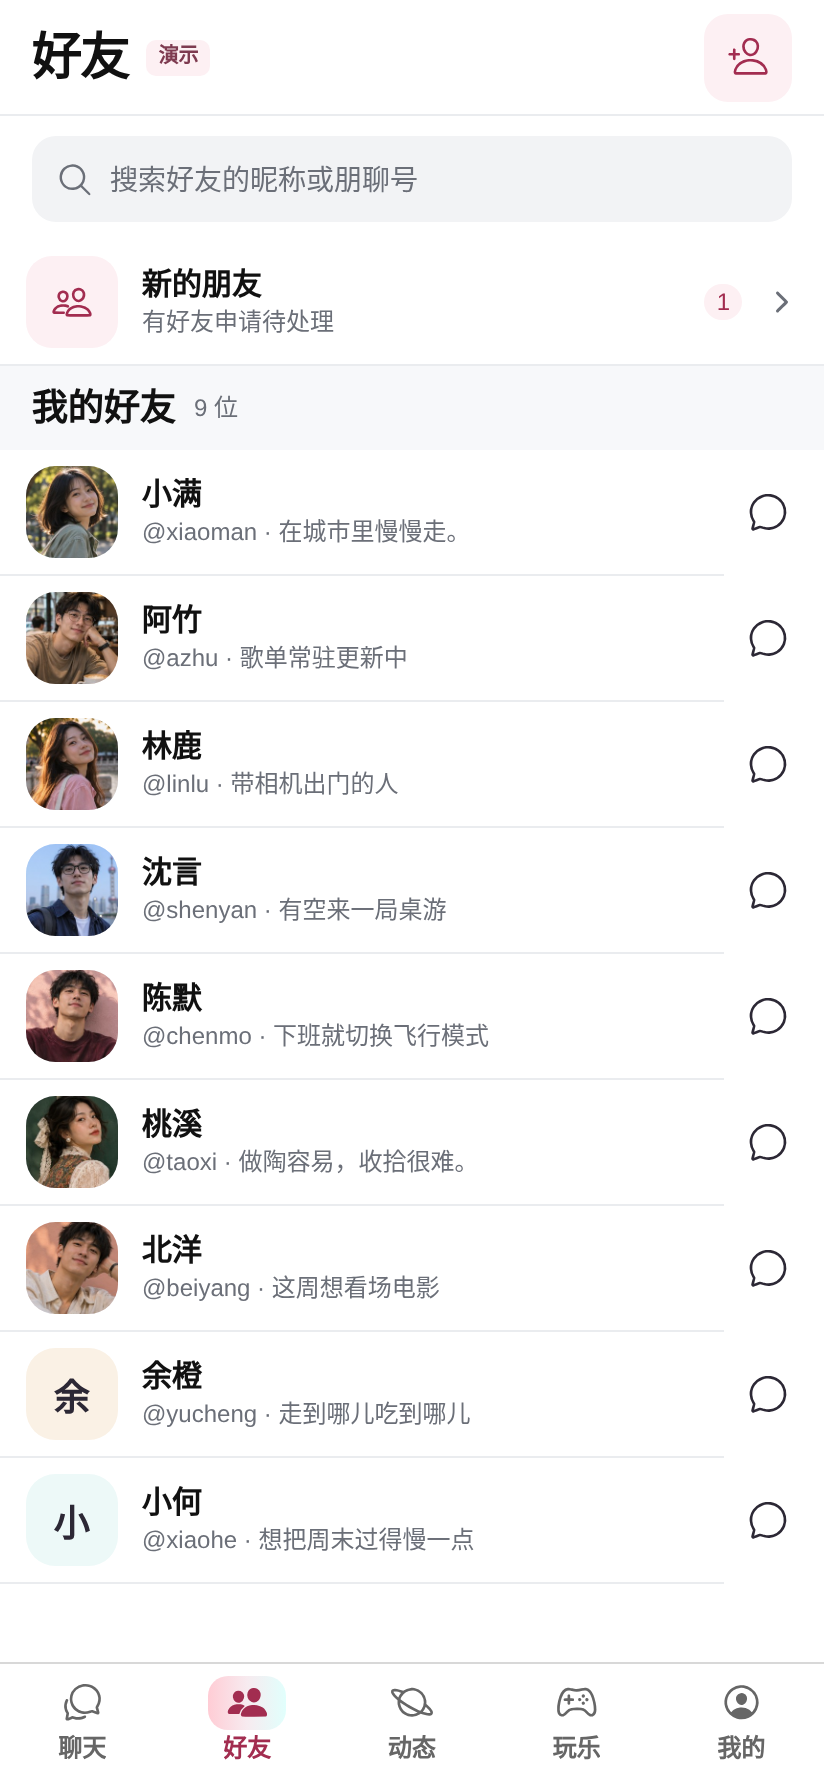 好友 演示
搜索好友的昵称或朋聊号
新的朋友
有好友申请待处理
1
我的好友 9 位
小满
@xiaoman · 在城市里慢慢走。
阿竹
@azhu · 歌单常驻更新中
林鹿
@linlu · 带相机出门的人
沈言
@shenyan · 有空来一局桌游
陈默
@chenmo · 下班就切换飞行模式
桃溪
@taoxi · 做陶容易，收拾很难。
北洋
@beiyang · 这周想看场电影
余
余橙
@yucheng · 走到哪儿吃到哪儿
小
小何
@xiaohe · 想把周末过得慢一点
聊天 好友 动态 玩乐 我的